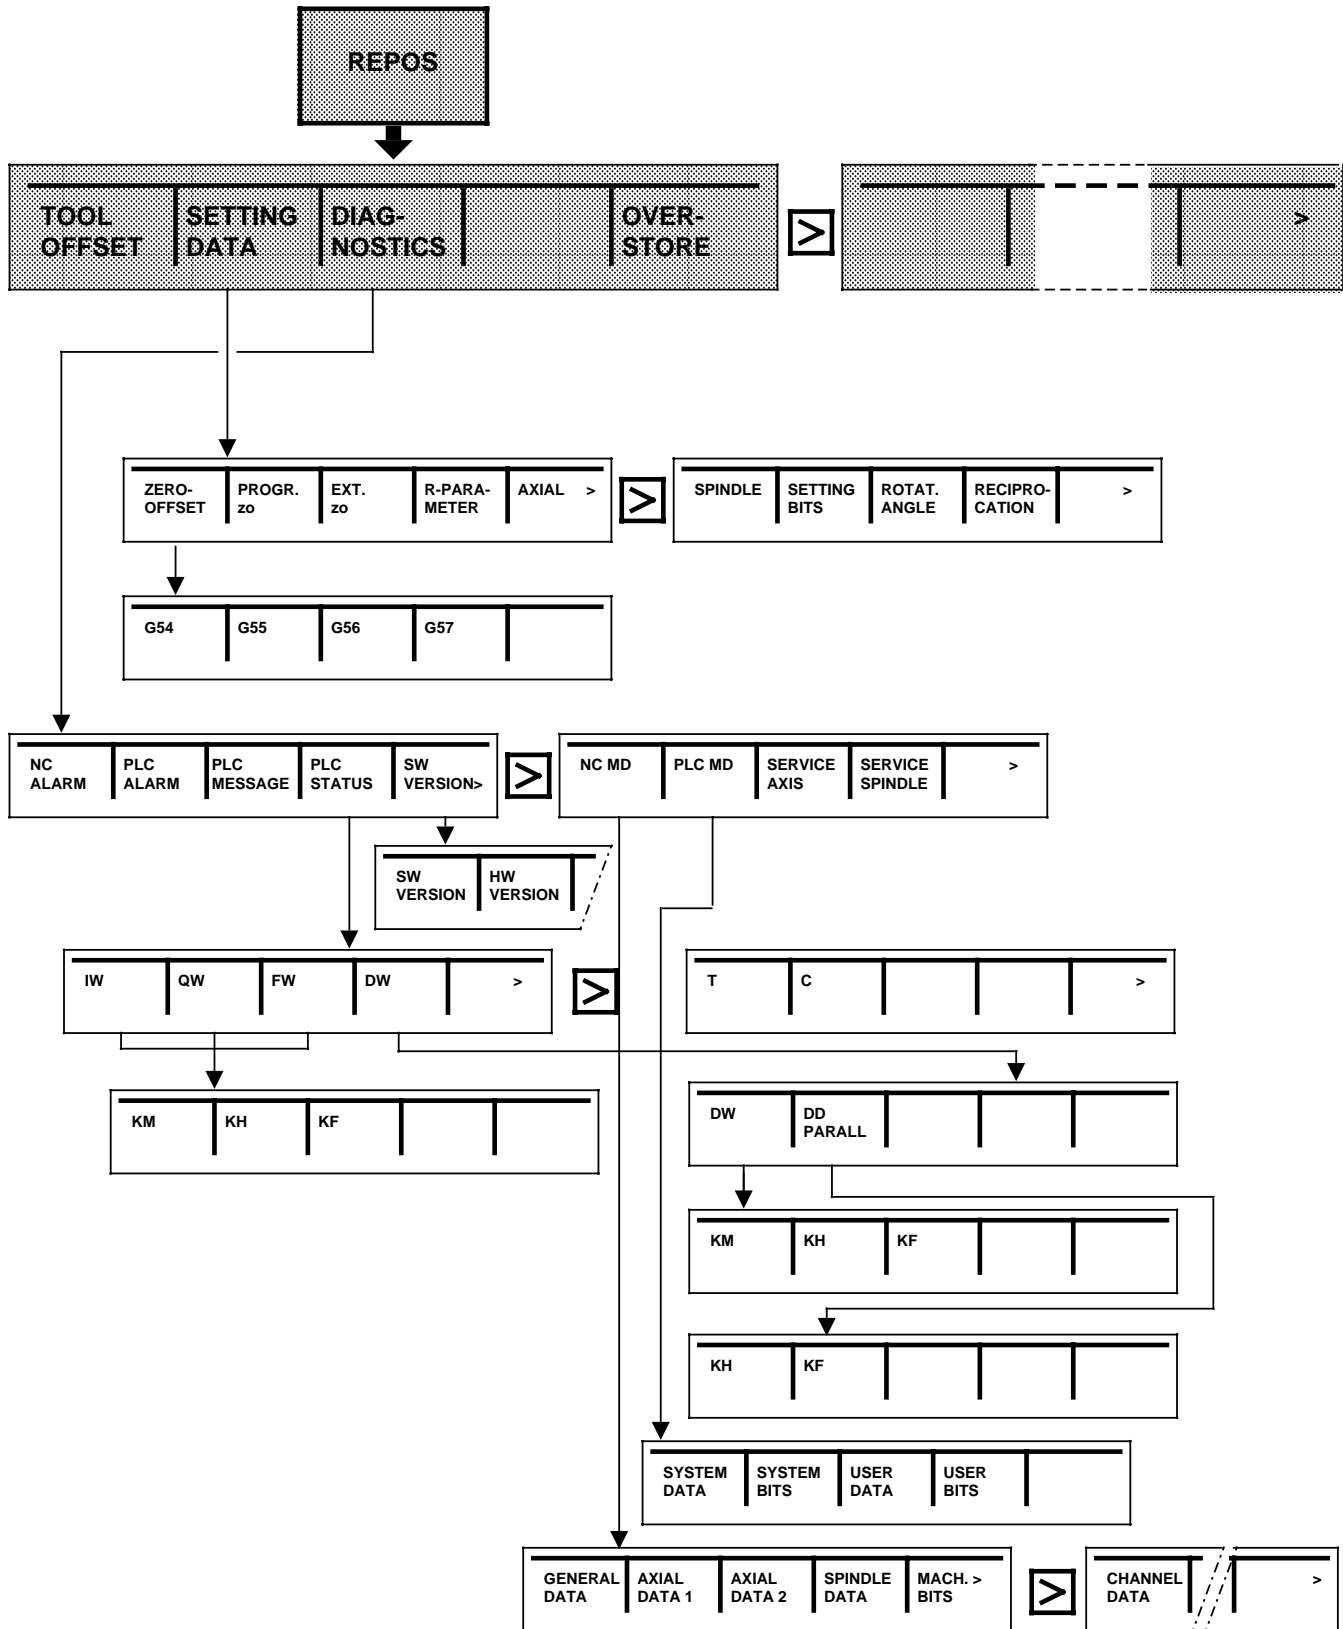 REPOS
TOOL OFFSET
SETTING DATA
DIAG- NOSTICS
OVER- STORE
>
>
ZERO- OFFSET
PROGR. zo
EXT. zo
R-PARA- METER
AXIAL >
>
SPINDLE
SETTING BITS
ROTAT. ANGLE
RECIPRO- CATION
>
G54
G55
G56
G57
NC ALARM
PLC ALARM
PLC MESSAGE
PLC STATUS
SW VERSION>
>
NC MD
PLC MD
SERVICE AXIS
SERVICE SPINDLE
>
SW VERSION
HW VERSION
IW
QW
FW
DW
>
>
T
C
>
KM
KH
KF
DW
DD PARALL
KM
KH
KF
KH
KF
SYSTEM DATA
SYSTEM BITS
USER DATA
USER BITS
GENERAL DATA
AXIAL DATA 1
AXIAL DATA 2
SPINDLE DATA
MACH. > BITS
>
CHANNEL DATA
>